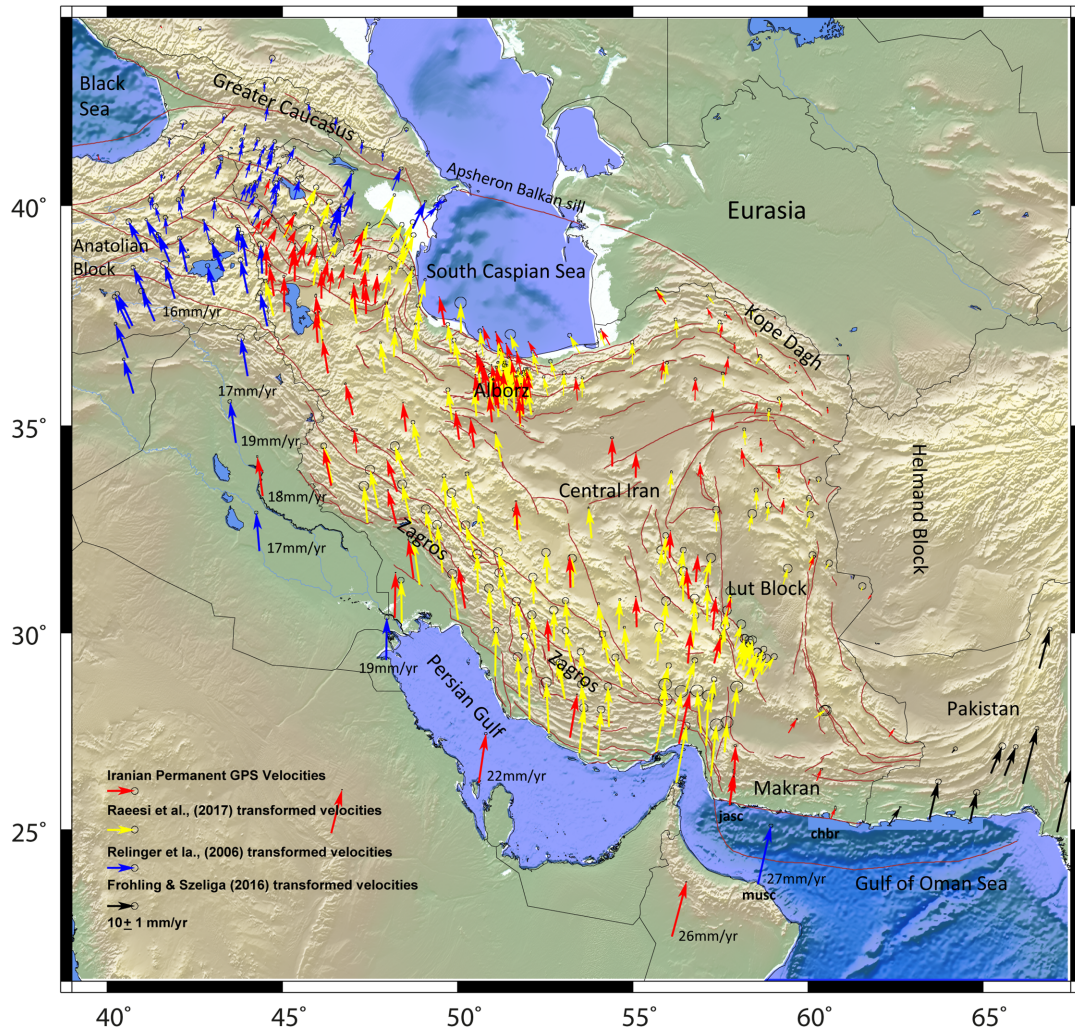 Black
Sea
Greater Caucasus
Apsheron Balkan sill
Eurasia
40°
Anatolian
Block
South Caspian Sea
16mm/yr
Kope Dagh
17mm/yr
Alborz
35°
19mm/yr
Helmand Block
18mm/yr
Central Iran
17mm/yr
Zagros
Lut Block
30°
19mm/yr
Persian Gulf
Zagros
Pakistan
22mm/yr
Iranian Permanent GPS Velocities
Raeesi et al., (2017) transformed velocities
Relinger et la., (2006) transformed velocities
Frohling & Szeliga (2016) transformed velocities
10± 1 mm/yr
Makran
25°
jasc
chbr
27mm/yr
Gulf of Oman Sea
musc
26mm/yr
40°
45°
50°
55°
60°
65°